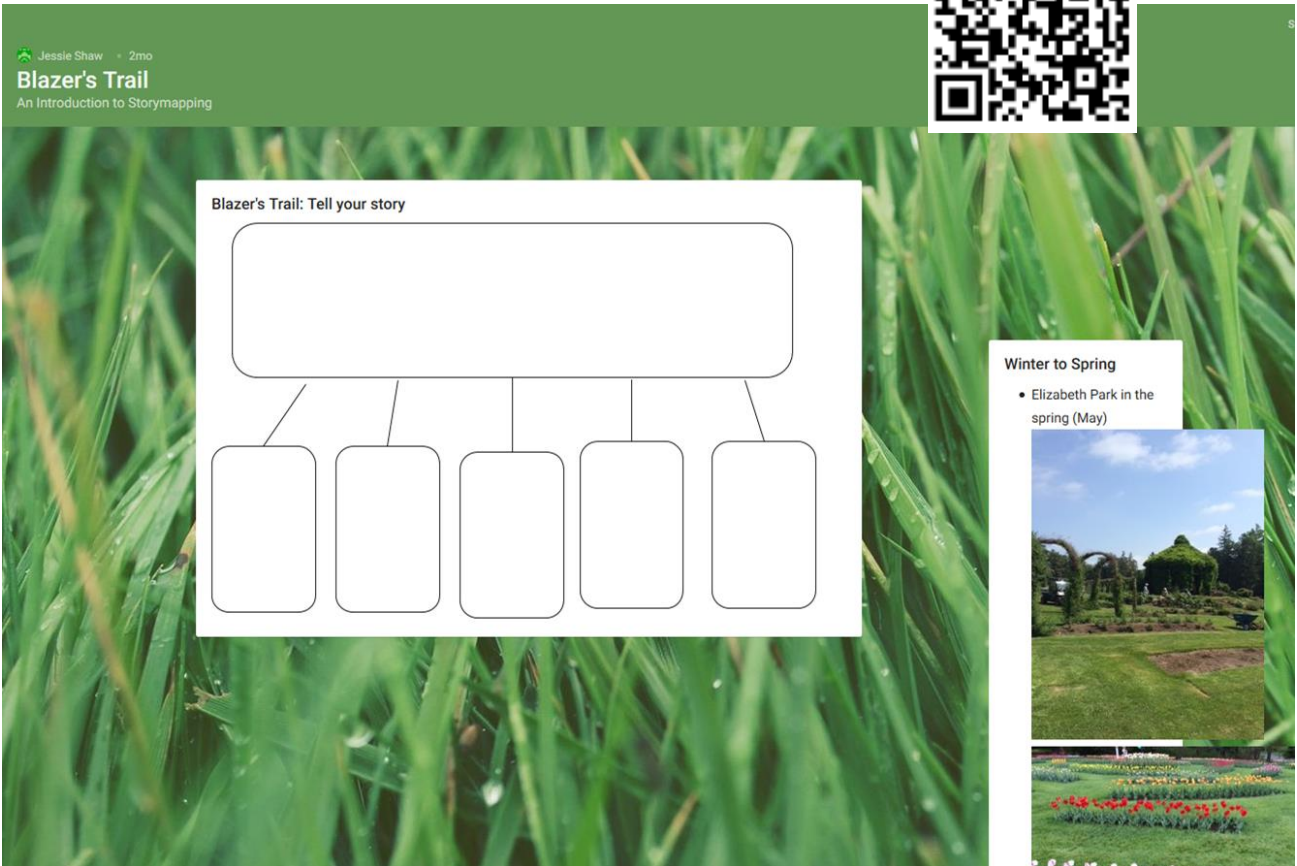 Jessie Shaw • 2mo
Blazer's Trail
An Introduction to Storymapping
Blazer's Trail: Tell your story
Winter to Spring
• Elizabeth Park in the
spring (May)